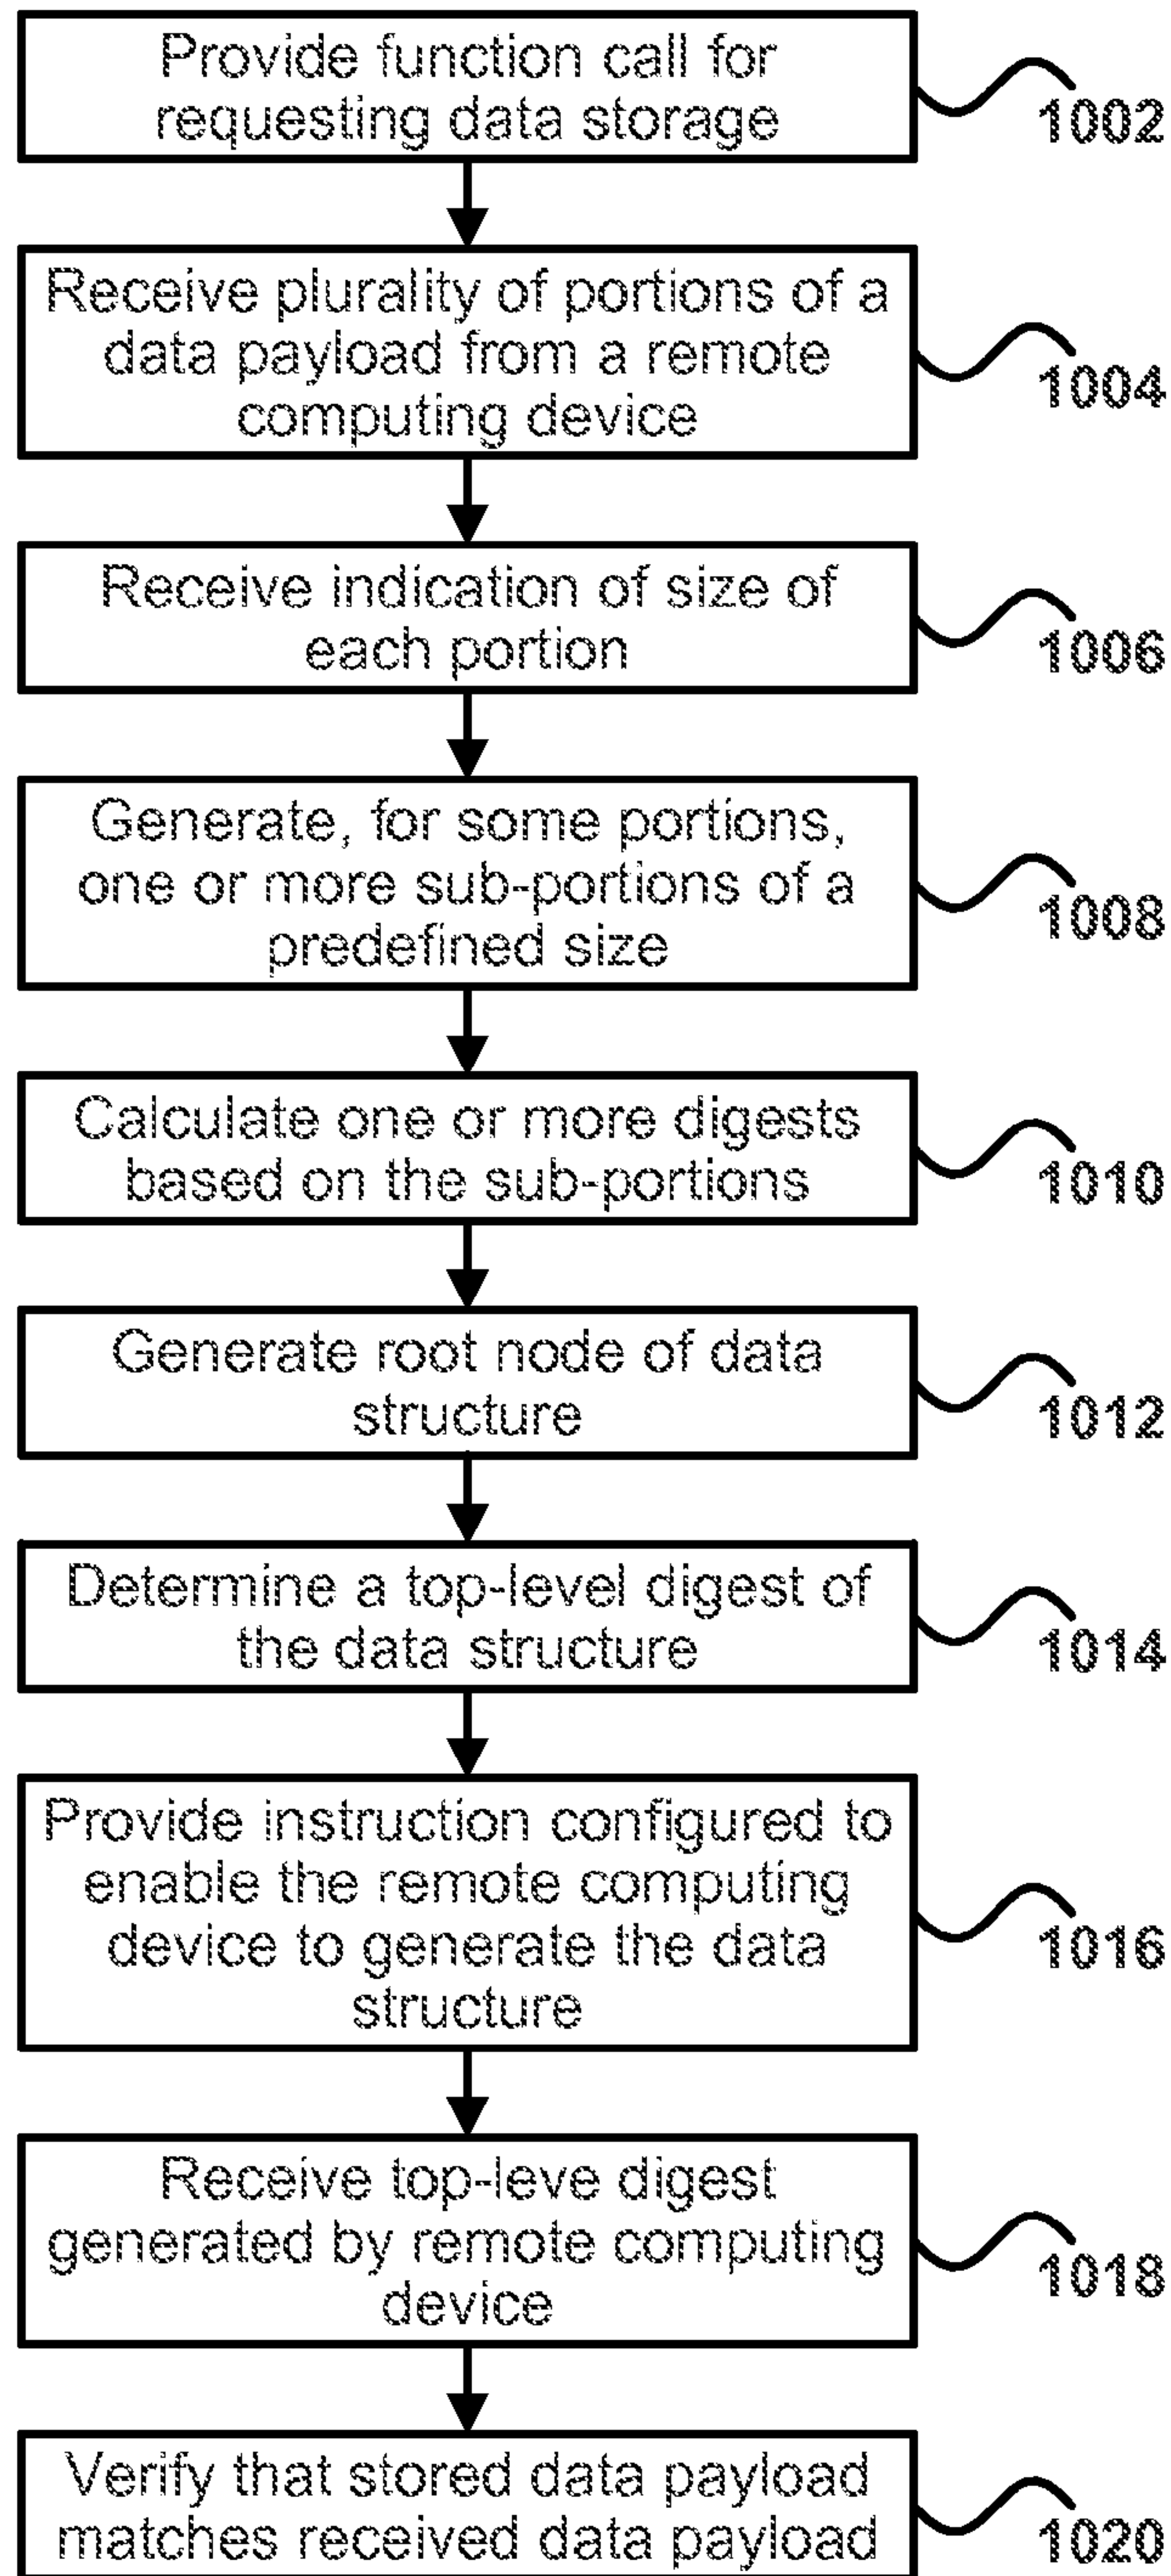 Provide function call for
requesting data storage
1002
Receive plurality of portions of a
data payload from a remote
computing device
1004
Receive indication of size of
each portion
1006
Generate, for some portions,
one or more sub-portions of a
predefined size
1008
Calculate one or more digests
based on the sub-portions
1010
Generate root node of data
structure
1012
Determine a top-level digest of
the data structure
1014
Provide instruction configured to
enable the remote computing
device to generate the data
structure
1016
Receive top-leve digest
generated by remote computing
device
1018
Verify that stored data payload
matches received data payload
1020